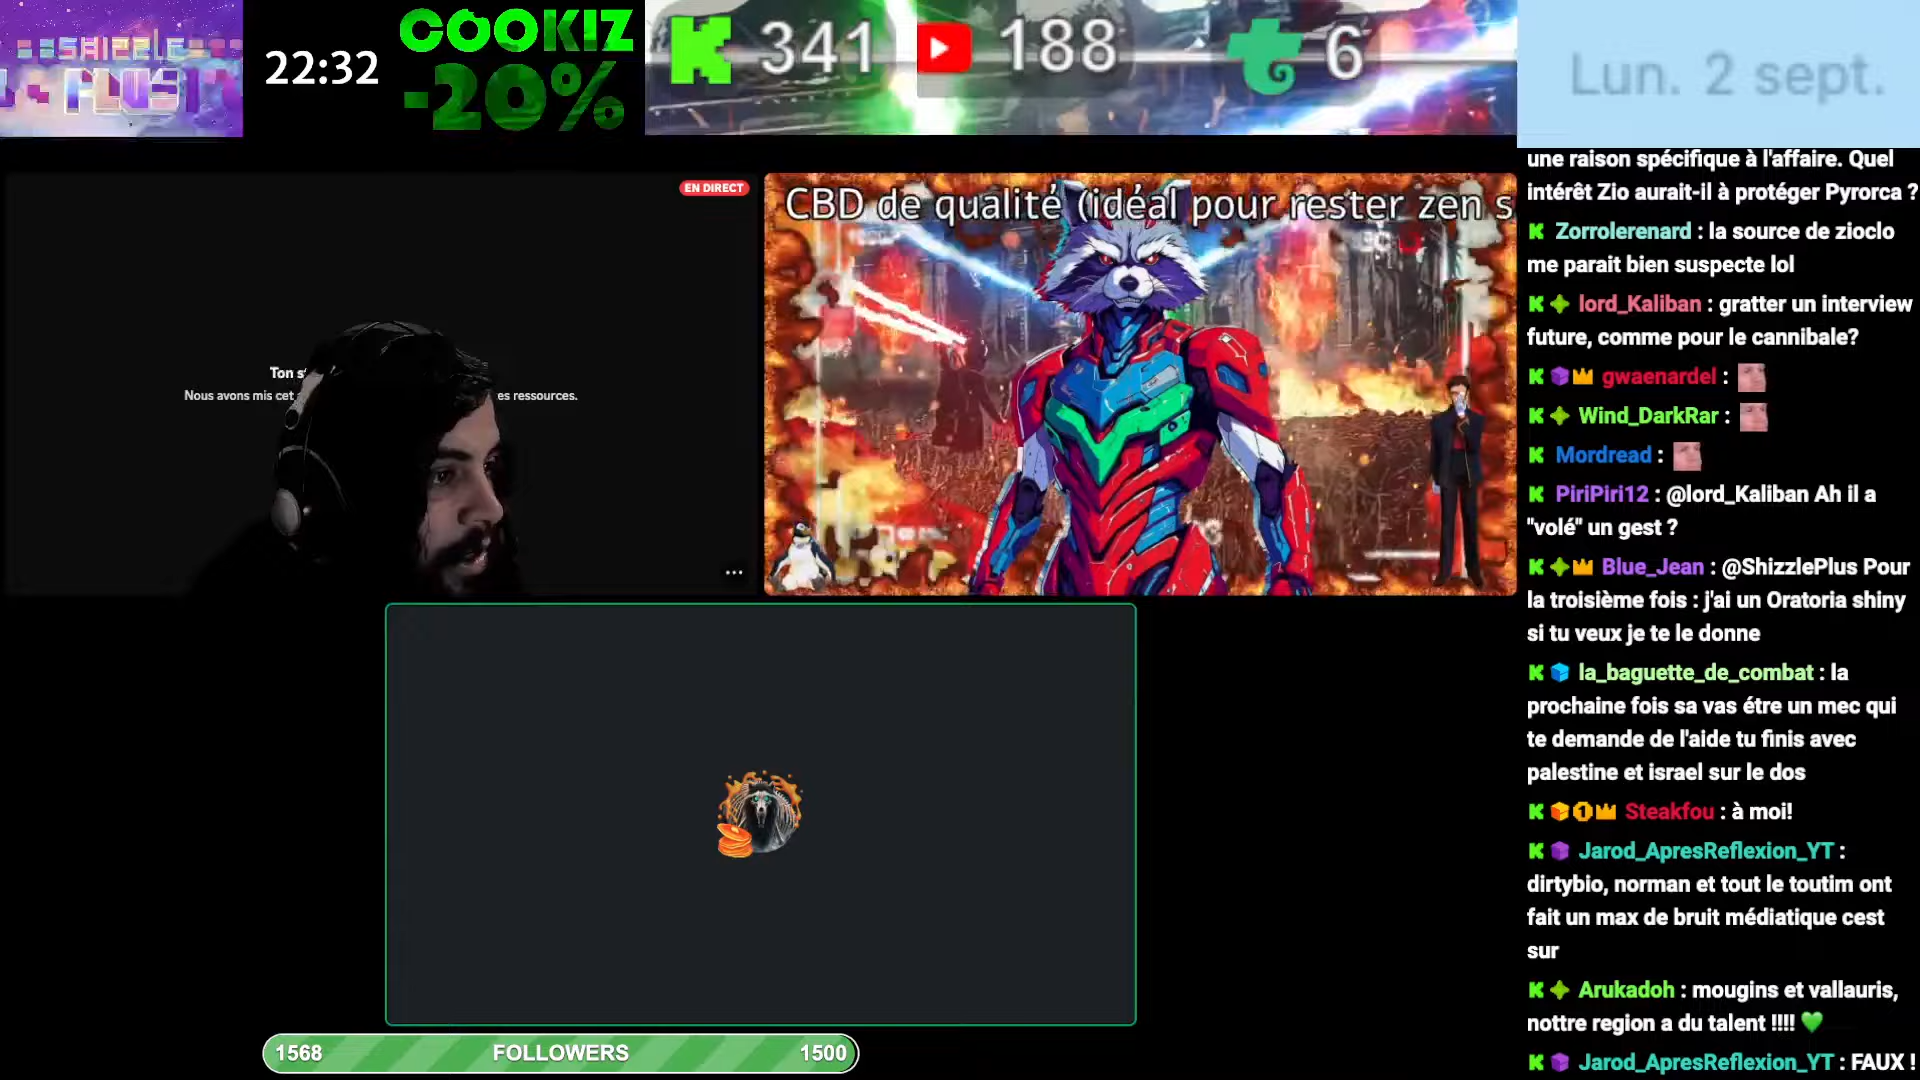 SHIZZLE
PLUS
22:32
COOKIZ
-20%
341
188
6
Lun. 2 sept.
EN DIRECT
Ton s
Nous avons mis cet
es ressources.
CBD de qualité (idéal pour rester zen s
une raison spécifique à l'affaire. Quel
intérêt Zio aurait-il à protéger Pyrorca ?
Zorrolerenard : la source de zioclo
me parait bien suspecte lol
lord_Kaliban : gratter un interview
future, comme pour le cannibale?
gwaenardel :
Wind_DarkRar :
Mordread :
PiriPiri12 : @lord_Kaliban Ah il a
"volé" un gest ?
Blue_Jean : @ShizzlePlus Pour
la troisième fois : j'ai un Oratoria shiny
si tu veux je te le donne
la_baguette_de_combat : la
prochaine fois sa vas étre un mec qui
te demande de l'aide tu finis avec
palestine et israel sur le dos
Steakfou : à moi!
Jarod_ApresReflexion_YT :
dirtybio, norman et tout le toutim ont
fait un max de bruit médiatique cest
sur
Arukadoh : mougins et vallauris,
nottre region a du talent !!!! 💚
Jarod_ApresReflexion_YT : FAUX !
1568 FOLLOWERS 1500